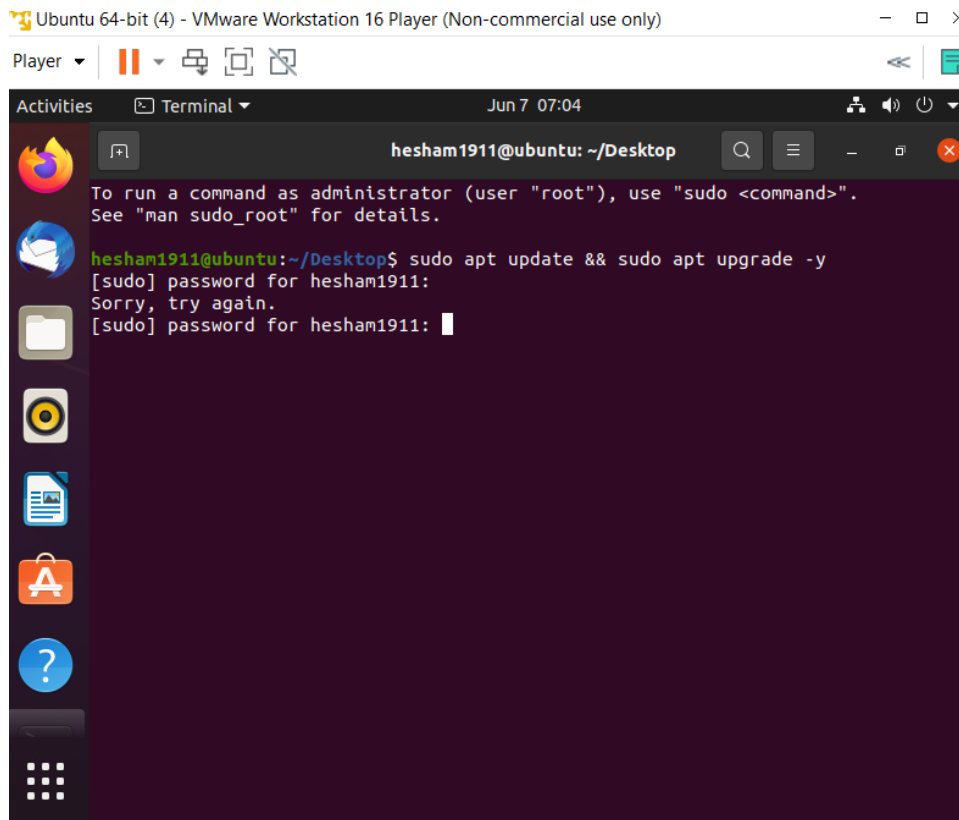 Ubuntu 64-bit (4) - VMware Workstation 16 Player (Non-commercial use only)
Player
Activities Terminal Jun 7 07:04
hesham1911@ubuntu: ~/Desktop
To run a command as administrator (user "root"), use "sudo <command>".
See "man sudo_root" for details.
hesham1911@ubuntu:~/Desktop$ sudo apt update && sudo apt upgrade -y
[sudo] password for hesham1911:
Sorry, try again.
[sudo] password for hesham1911: